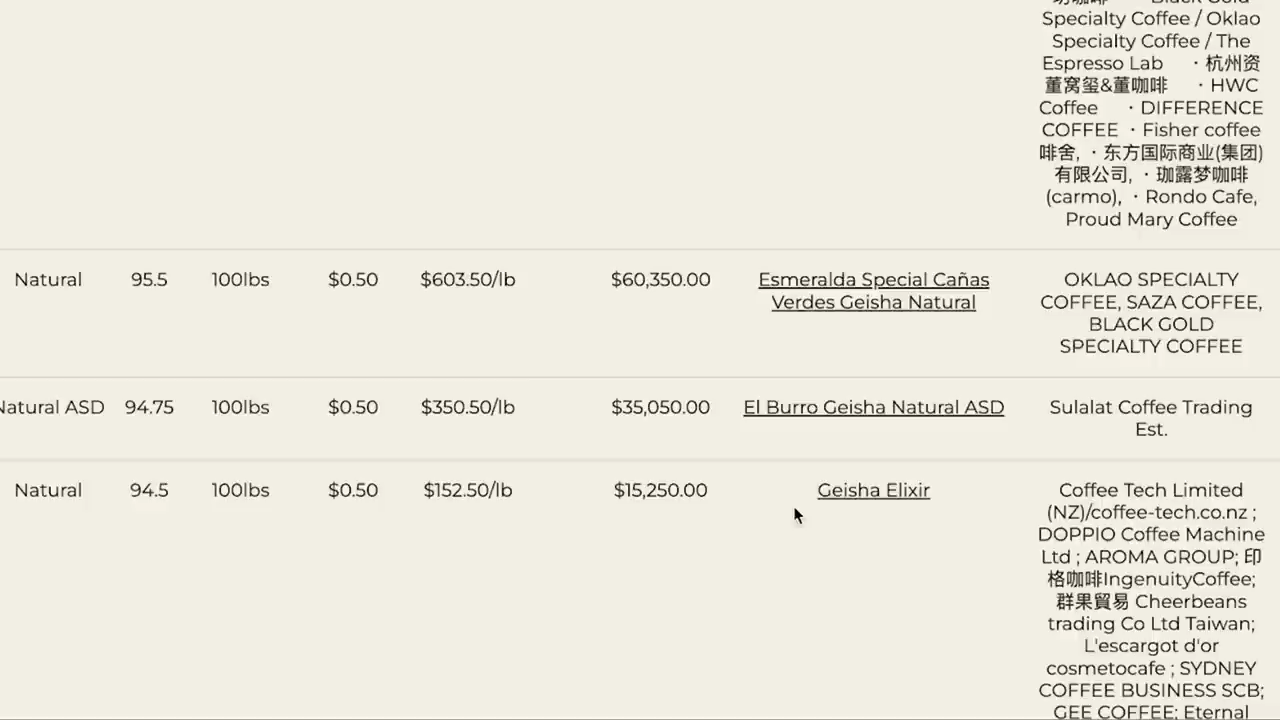 Specialty Coffee / Oklao
Specialty Coffee / The
Espresso Lab ・杭州资
董窝玺&董咖啡 ・HWC
Coffee ・DIFFERENCE
COFFEE ・Fisher coffee
啡舍, ・东方国际商业(集团)
有限公司, ・珈露梦咖啡
(carmo), ・Rondo Cafe,
Proud Mary Coffee
Natural 95.5 100lbs $0.50 $603.50/lb $60,350.00 Esmeralda Special Cañas OKLAO SPECIALTY
Verdes Geisha Natural COFFEE, SAZA COFFEE,
BLACK GOLD
SPECIALTY COFFEE
Natural ASD 94.75 100lbs $0.50 $350.50/lb $35,050.00 El Burro Geisha Natural ASD Sulalat Coffee Trading
Est.
Natural 94.5 100lbs $0.50 $152.50/lb $15,250.00 Geisha Elixir Coffee Tech Limited
(NZ)/coffee-tech.co.nz ;
DOPPIO Coffee Machine
Ltd ; AROMA GROUP; 印
格咖啡IngenuityCoffee;
群果貿易 Cheerbeans
trading Co Ltd Taiwan;
L'escargot d'or
cosmetocafe ; SYDNEY
COFFEE BUSINESS SCB;
GEE COFFEE; Eternal